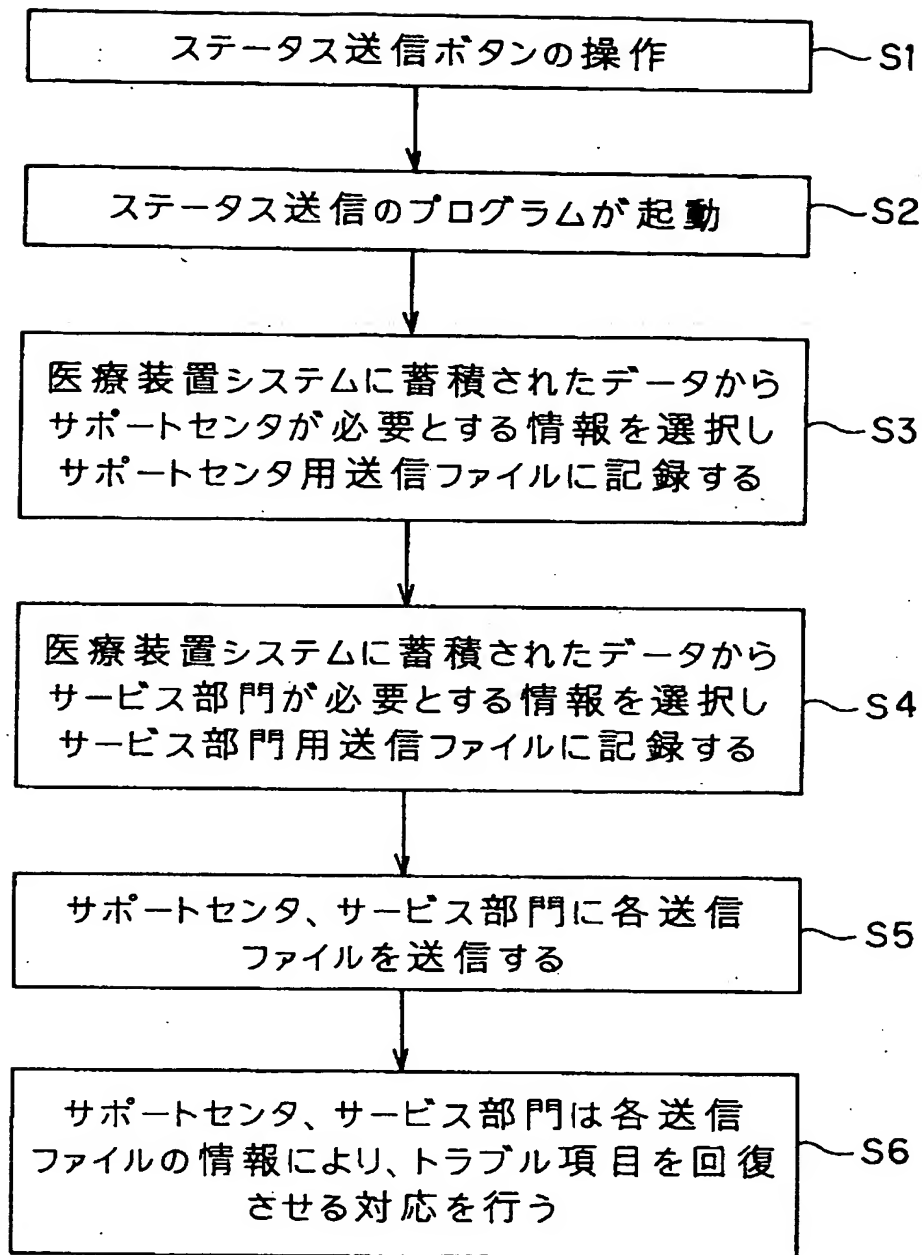 ステータス送信ボタンの操作
S1
ステータス送信のプログラムが起動
S2
医療装置システムに蓄積されたデータから
サポートセンタが必要とする情報を選択し
サポートセンタ用送信ファイルに記録する
S3
医療装置システムに蓄積されたデータから
サービス部門が必要とする情報を選択し
サービス部門用送信ファイルに記録する
S4
サポートセンタ、サービス部門に各送信
ファイルを送信する
S5
サポートセンタ、サービス部門は各送信
ファイルの情報により、トラブル項目を回復
させる対応を行う
S6